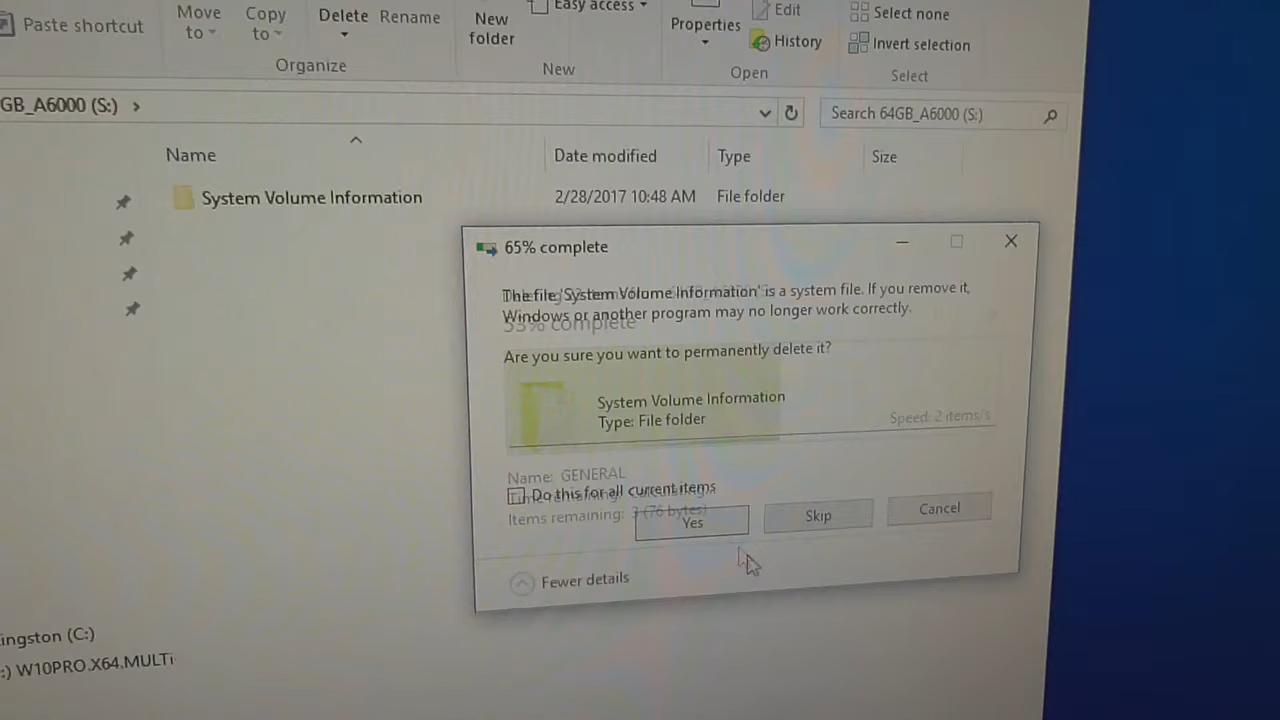 Paste shortcut
Move
to
Copy
to
Delete
Rename
Organize
New
folder
Easy access
New
Properties
Edit
History
Open
Select none
Invert selection
Select
GB_A6000 (S:)
Search 64GB_A6000 (S:)
Name
Date modified
Type
Size
System Volume Information
2/28/2017 10:48 AM
File folder
65% complete
The file 'System Volume Information' is a system file. If you remove it,
Windows or another program may no longer work correctly.
53% complete
Are you sure you want to permanently delete it?
System Volume Information
Type: File folder
Speed: 2 items/s
Name: GENERAL
Do this for all current items
Items remaining: 3 (76 bytes)
Yes
Skip
Cancel
Fewer details
ingston (C:)
:) W10PRO.X64.MULTi